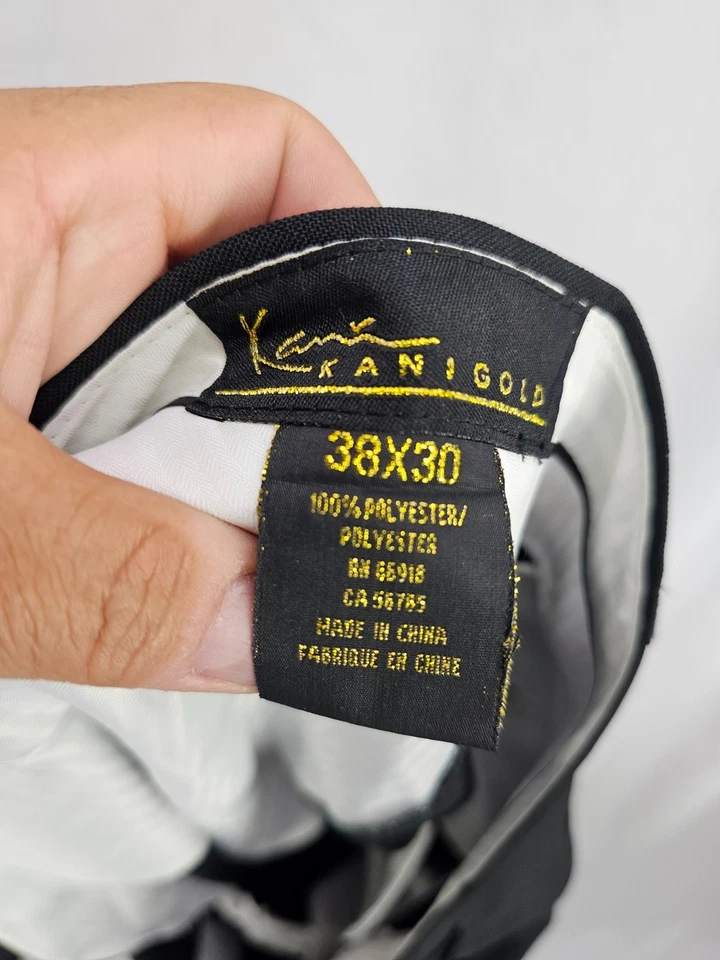 Kani
KANI GOLD
38X30
100% POLYESTER/
POLYESTER
RN 66918
CA 56785
MADE IN CHINA
FABRIQUE EN CHINE